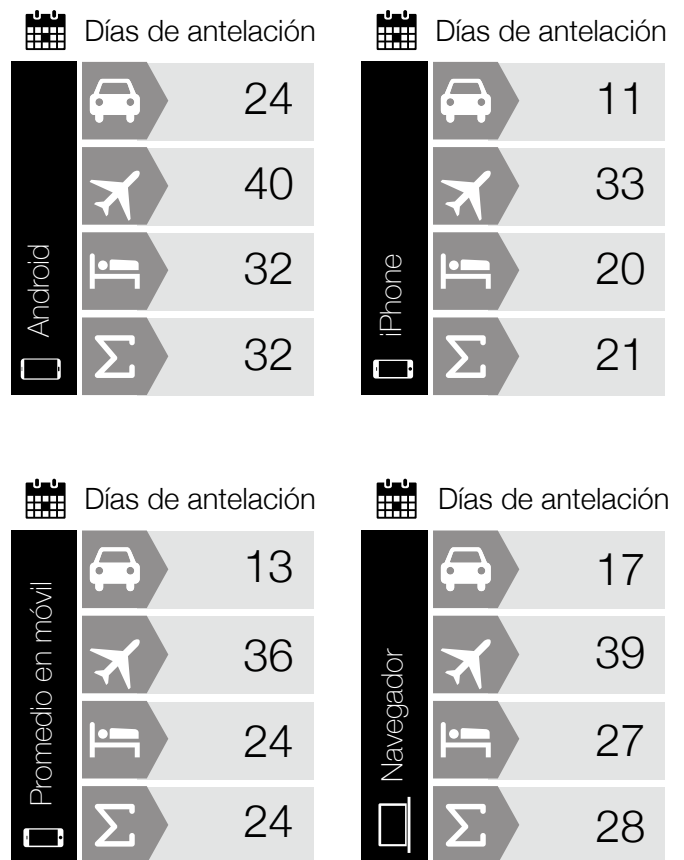 Días de antelación
24
40
32
Σ 32
Android
Días de antelación
11
33
20
Σ 21
iPhone
Días de antelación
13
36
24
Σ 24
Promedio en móvil
Días de antelación
17
39
27
Σ 28
Navegador